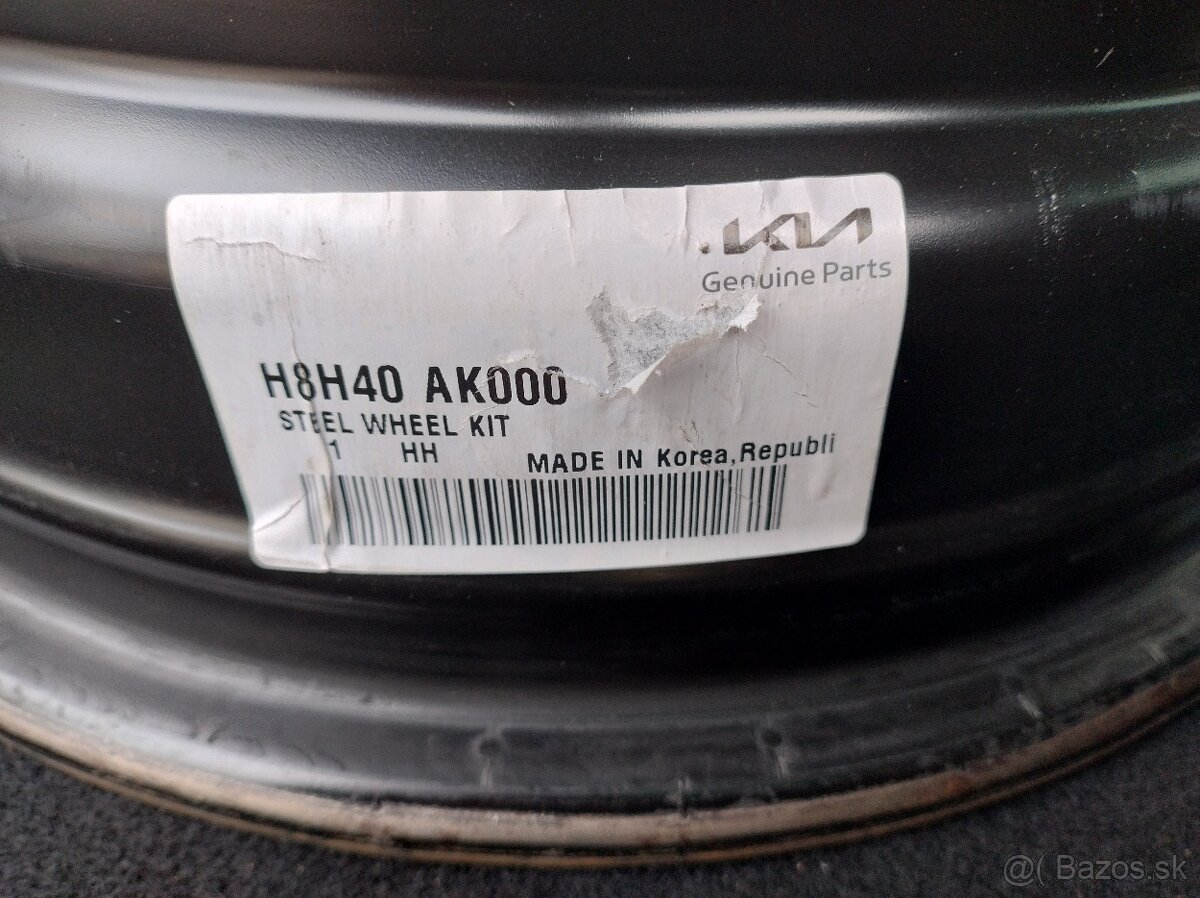 KIA
Genuine Parts
H8H40 AK000
STEEL WHEEL KIT
1 HH MADE IN Korea,Republi
@( Bazos.sk